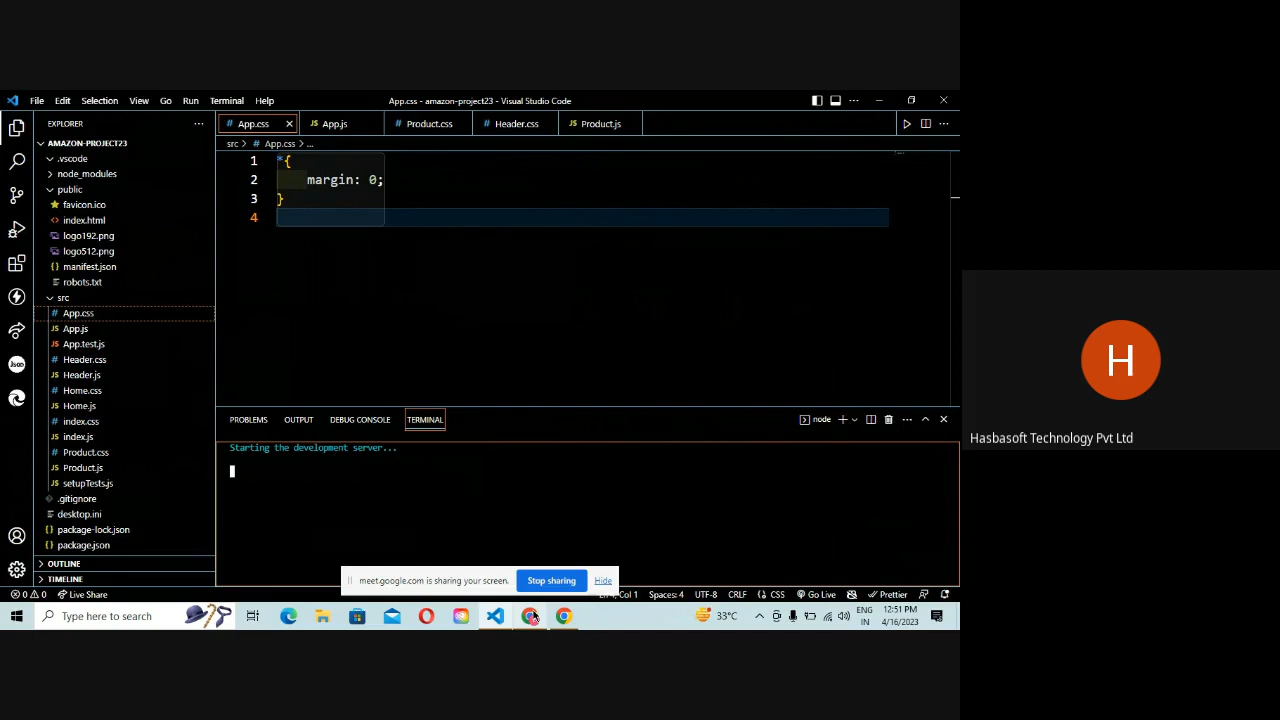 File Edit Selection View Go Run Terminal Help
App.css - amazon-project23 - Visual Studio Code
EXPLORER
AMAZON-PROJECT23
.vscode
node_modules
public
favicon.ico
index.html
logo192.png
logo512.png
manifest.json
robots.txt
src
App.css
App.js
App.test.js
Header.css
Header.js
Home.css
Home.js
index.css
index.js
Product.css
Product.js
setupTests.js
.gitignore
desktop.ini
package-lock.json
package.json
OUTLINE
TIMELINE
App.css App.js Product.css Header.css Product.js
src > App.css > ...
1 *{
2 margin: 0;
3 }
4
PROBLEMS OUTPUT DEBUG CONSOLE TERMINAL
node
Starting the development server...
meet.google.com is sharing your screen. Stop sharing Hide
0 0 Live Share
Spaces: 4 UTF-8 CRLF CSS Go Live Prettier
Type here to search
33°C
ENG
IN
12:51 PM
4/16/2023
H
Hasbasoft Technology Pvt Ltd